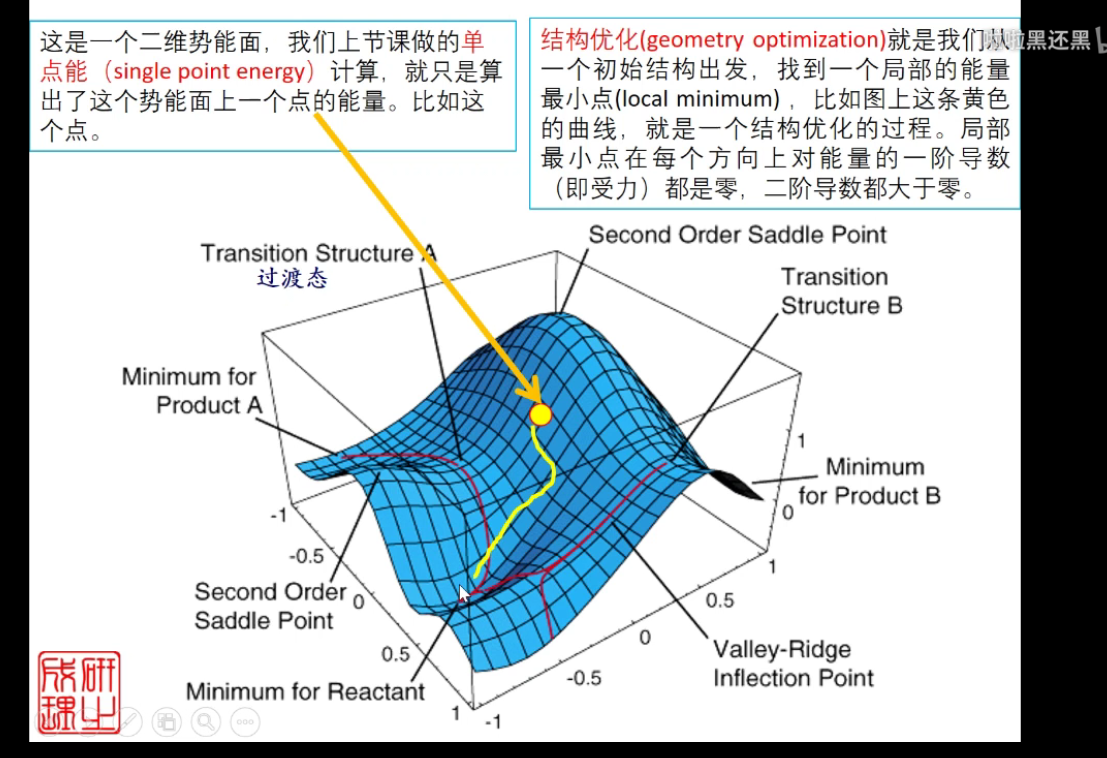 这是一个二维势能面，我们上节课做的单
点能（single point energy）计算，就只是算
出了这个势能面上一个点的能量。比如这
个点。
结构优化(geometry optimization)就是我们从
一个初始结构出发，找到一个局部的能量
最小点(local minimum) ，比如图上这条黄色
的曲线，就是一个结构优化的过程。局部
最小点在每个方向上对能量的一阶导数
（即受力）都是零，二阶导数都大于零。
啦黑还黑
Second Order Saddle Point
Transition Structure A
过渡态
Transition
Structure B
Minimum for
Product A
1
Minimum
for Product B
0
-1
-0.5
1
Second Order
Saddle Point
0
0.5
0
0.5
Valley-Ridge
Inflection Point
-0.5
Minimum for Reactant
1
-1
研之
成理